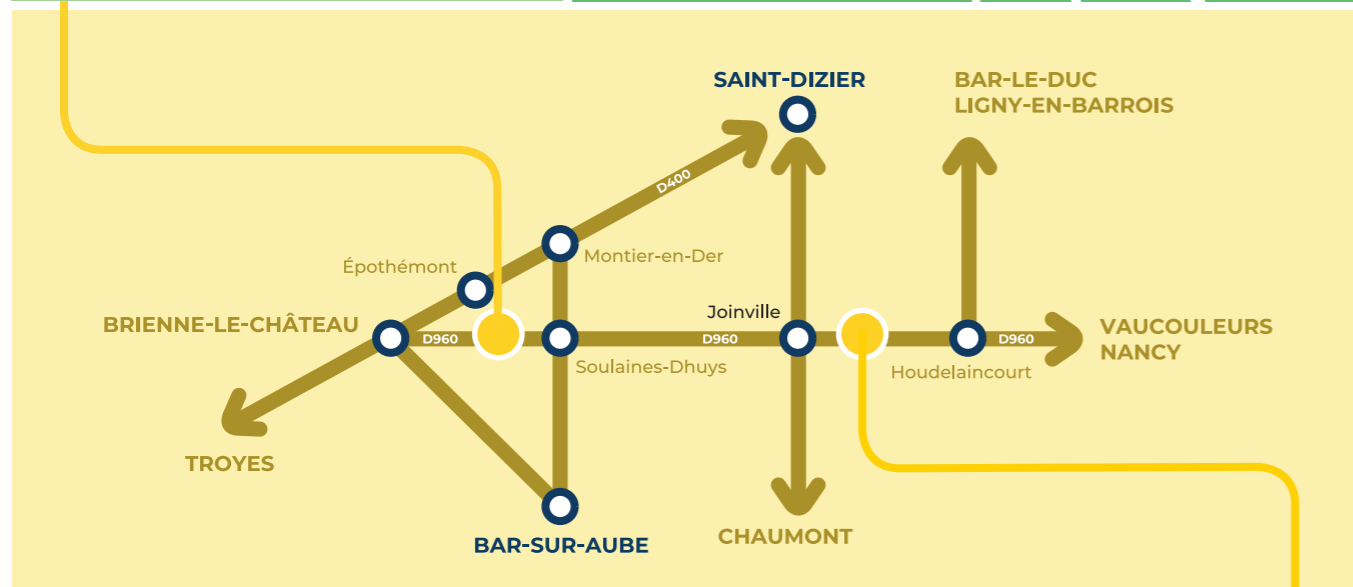 SAINT-DIZIER
BAR-LE-DUC
LIGNY-EN-BARROIS
D400
Montier-en-Der
Épothémont
Joinville
BRIENNE-LE-CHÂTEAU
D960
D960
D960
VAUCOULEURS
NANCY
Soulaines-Dhuys
Houdelaincourt
TROYES
BAR-SUR-AUBE
CHAUMONT